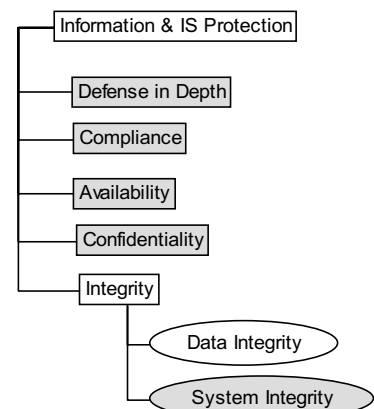 Information & IS Protection
Defense in Depth
Compliance
Availability
Confidentiality
Integrity
Data Integrity
System Integrity